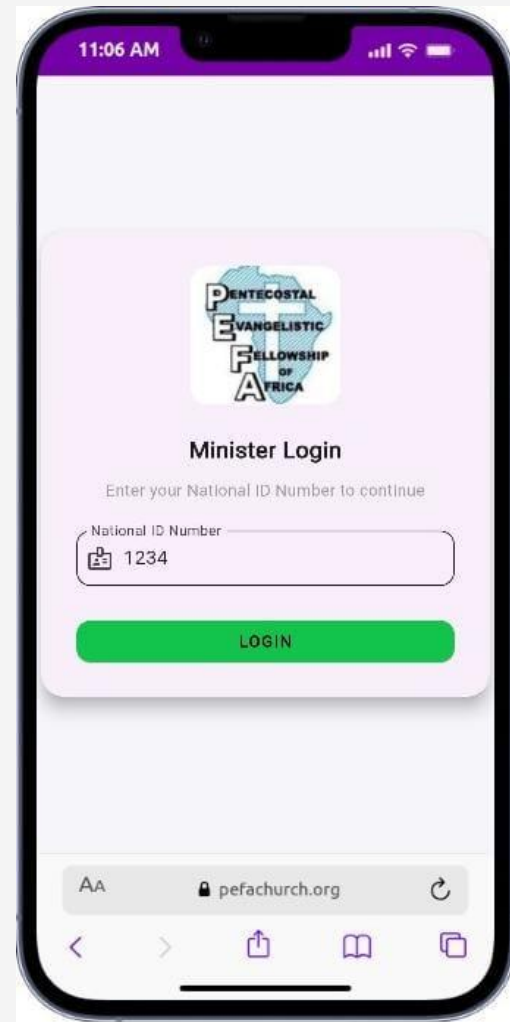 11:06 AM
PENTECOSTAL
EVANGELISTIC
FELLOWSHIP
OF
AFRICA
Minister Login
Enter your National ID Number to continue
National ID Number
1234
LOGIN
AA
pefachurch.org